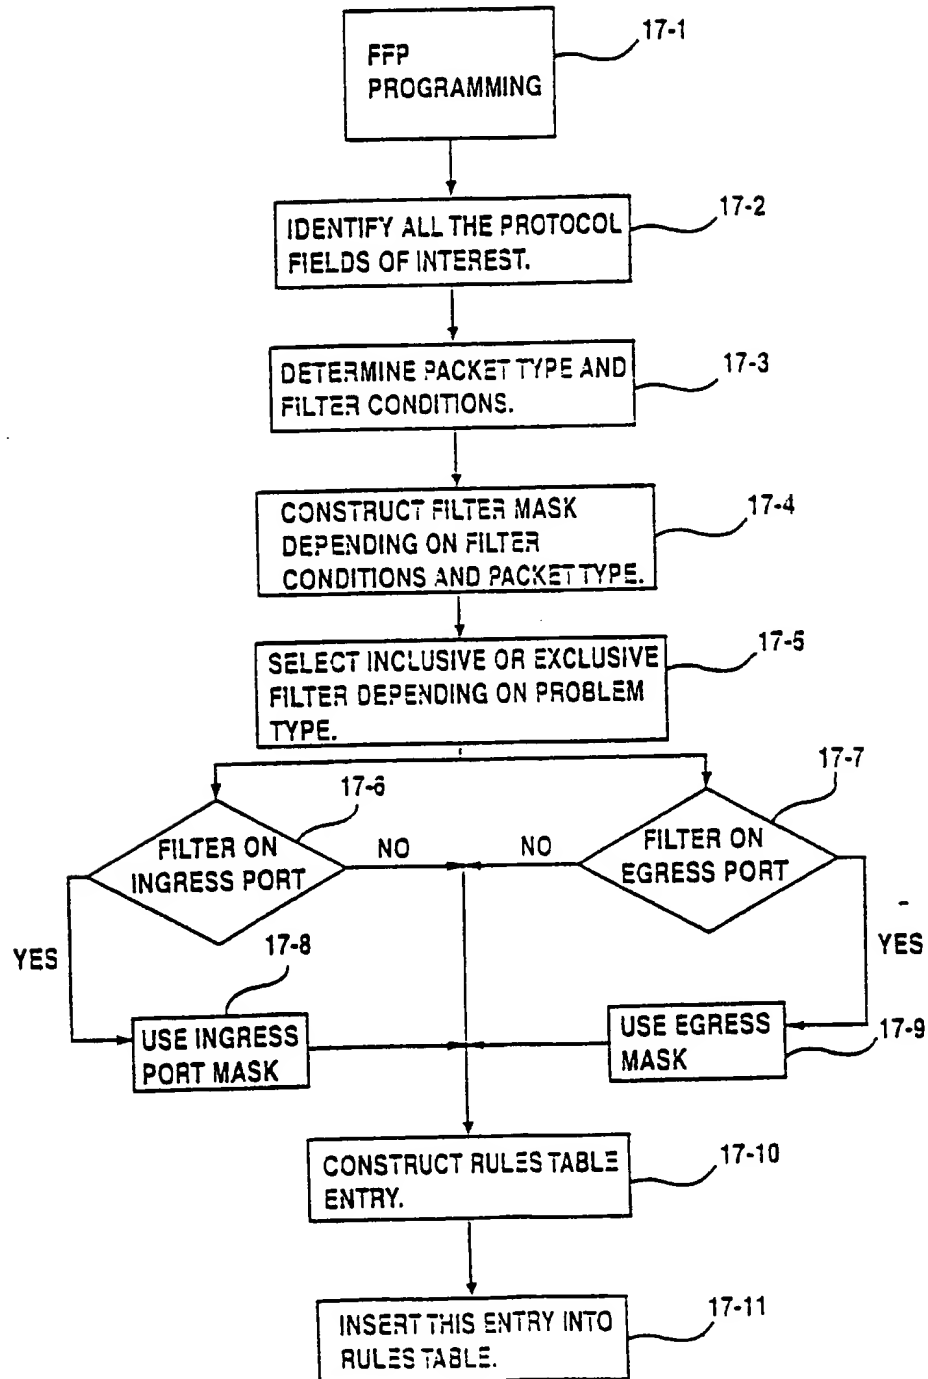 FFP
PROGRAMMING
17-1
IDENTIFY ALL THE PROTOCOL
FIELDS OF INTEREST.
17-2
DETERMINE PACKET TYPE AND
FILTER CONDITIONS.
17-3
CONSTRUCT FILTER MASK
DEPENDING ON FILTER
CONDITIONS AND PACKET TYPE.
17-4
SELECT INCLUSIVE OR EXCLUSIVE
FILTER DEPENDING ON PROBLEM
TYPE.
17-5
17-6
17-7
FILTER ON
INGRESS PORT
NO
NO
FILTER ON
EGRESS PORT
YES
YES
17-8
USE INGRESS
PORT MASK
USE EGRESS
MASK
17-9
CONSTRUCT RULES TABLE
ENTRY.
17-10
INSERT THIS ENTRY INTO
RULES TABLE.
17-11